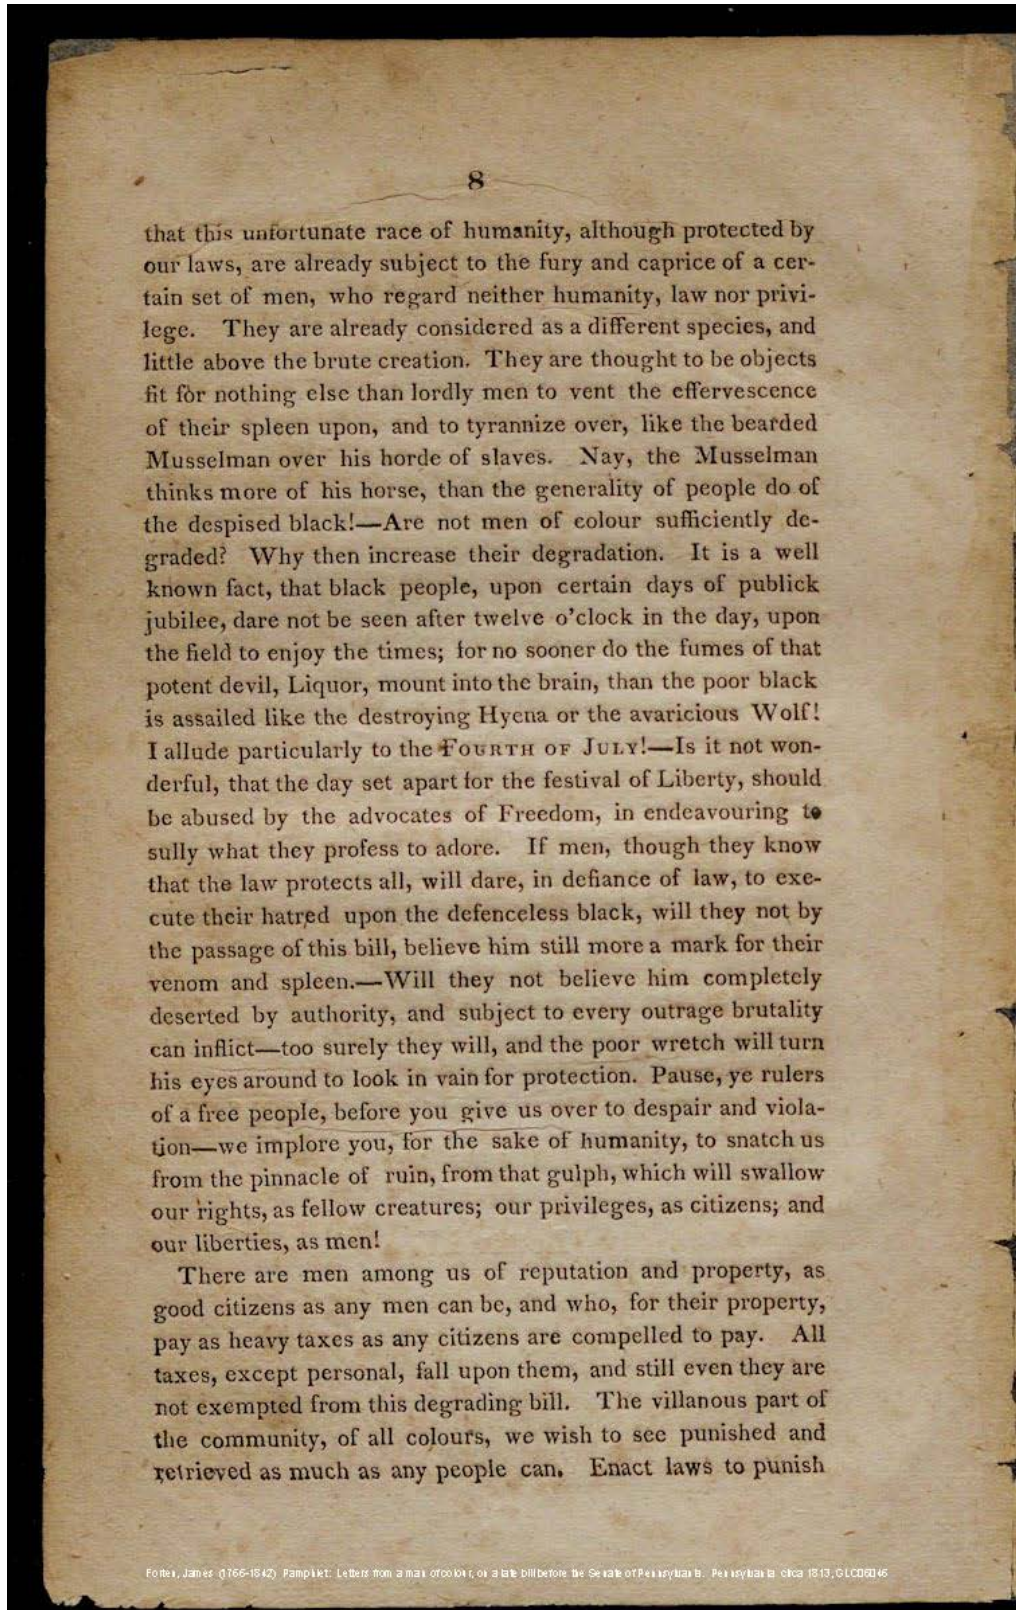 8
that this unfortunate race of humanity, although protected by
our laws, are already subject to the fury and caprice of a cer-
tain set of men, who regard neither humanity, law nor privi-
lege. They are already considered as a different species, and
little above the brute creation. They are thought to be objects
fit for nothing else than lordly men to vent the effervescence
of their spleen upon, and to tyrannize over, like the bearded
Musselman over his horde of slaves. Nay, the Musselman
thinks more of his horse, than the generality of people do of
the despised black!—Are not men of colour sufficiently de-
graded? Why then increase their degradation. It is a well
known fact, that black people, upon certain days of publick
jubilee, dare not be seen after twelve o'clock in the day, upon
the field to enjoy the times; for no sooner do the fumes of that
potent devil, Liquor, mount into the brain, than the poor black
is assailed like the destroying Hyena or the avaricious Wolf!
I allude particularly to the FOURTH OF JULY!—Is it not won-
derful, that the day set apart for the festival of Liberty, should
be abused by the advocates of Freedom, in endeavouring to
sully what they profess to adore. If men, though they know
that the law protects all, will dare, in defiance of law, to exe-
cute their hatred upon the defenceless black, will they not by
the passage of this bill, believe him still more a mark for their
venom and spleen.—Will they not believe him completely
deserted by authority, and subject to every outrage brutality
can inflict—too surely they will, and the poor wretch will turn
his eyes around to look in vain for protection. Pause, ye rulers
of a free people, before you give us over to despair and viola-
tion—we implore you, for the sake of humanity, to snatch us
from the pinnacle of ruin, from that gulph, which will swallow
our rights, as fellow creatures; our privileges, as citizens; and
our liberties, as men!
There are men among us of reputation and property, as
good citizens as any men can be, and who, for their property,
pay as heavy taxes as any citizens are compelled to pay. All
taxes, except personal, fall upon them, and still even they are
not exempted from this degrading bill. The villanous part of
the community, of all colours, we wish to see punished and
retrieved as much as any people can. Enact laws to punish
Forten, James (1766-1842) Pamphlet: Letters from a man of colour, on a late bill before the Senate of Pennsylvania. Pennsylvania circa 1813, GLC06046